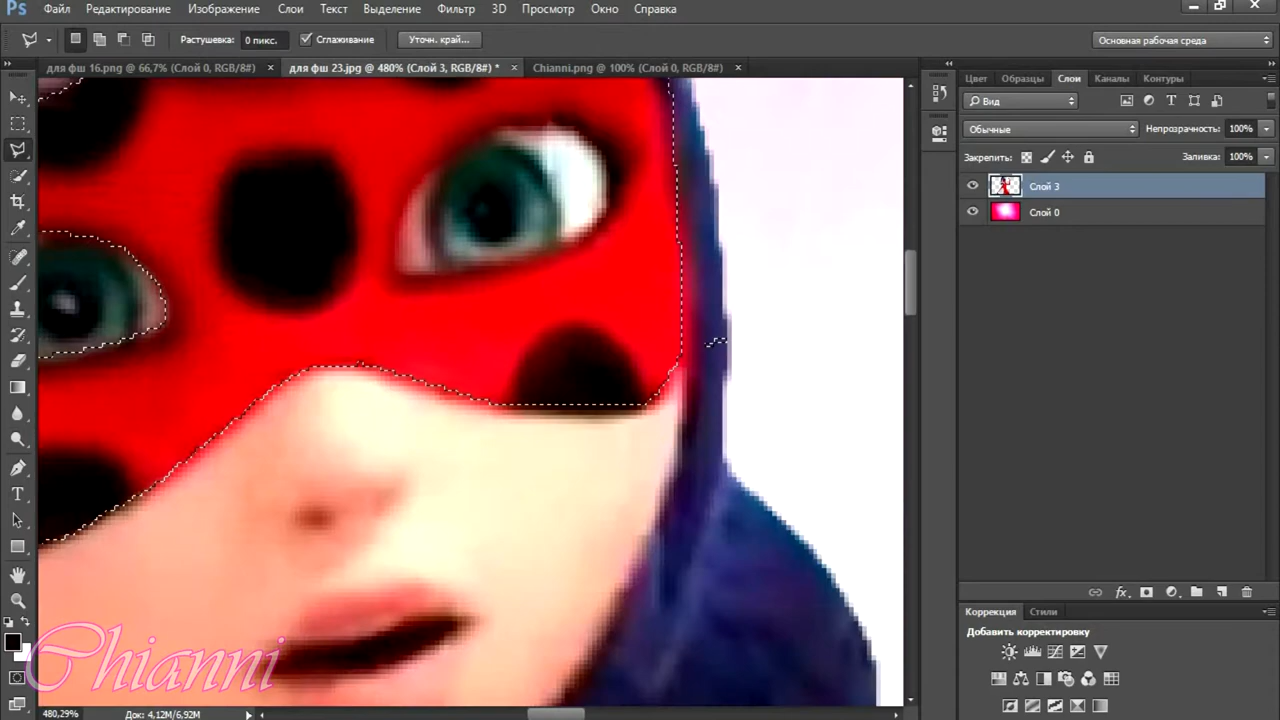 Ps Файл Редактирование Изображение Слои Текст Выделение Фильтр 3D Просмотр Окно Справка
Растушевка: 0 пикс. Сглаживание Уточн. край... Основная рабочая среда
для фш 16.png @ 66,7% (Слой 0, RGB/8#) × для фш 23.jpg @ 480% (Слой 3, RGB/8#) * × Chianni.png @ 100% (Слой 0, RGB/8#) ×
Цвет Образцы Слои Каналы Контуры
Вид
Обычные Непрозрачность: 100%
Закрепить: Заливка: 100%
Слой 3
Слой 0
fx
Коррекция Стили
Добавить корректировку
Chianni
480,29% Док: 4,12M/6,92M